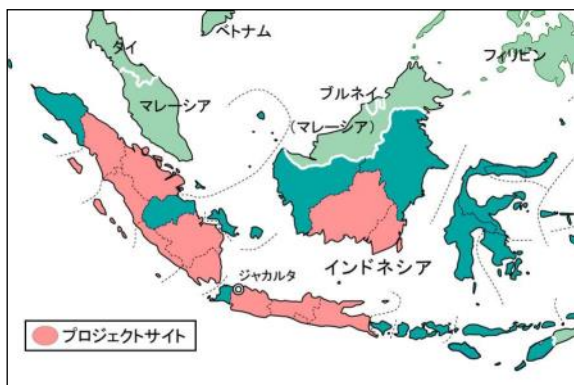 ベトナム
タイ
フィリピン
マレーシア
ブルネイ
(マレーシア)
インドネシア
ジャカルタ
プロジェクトサイト